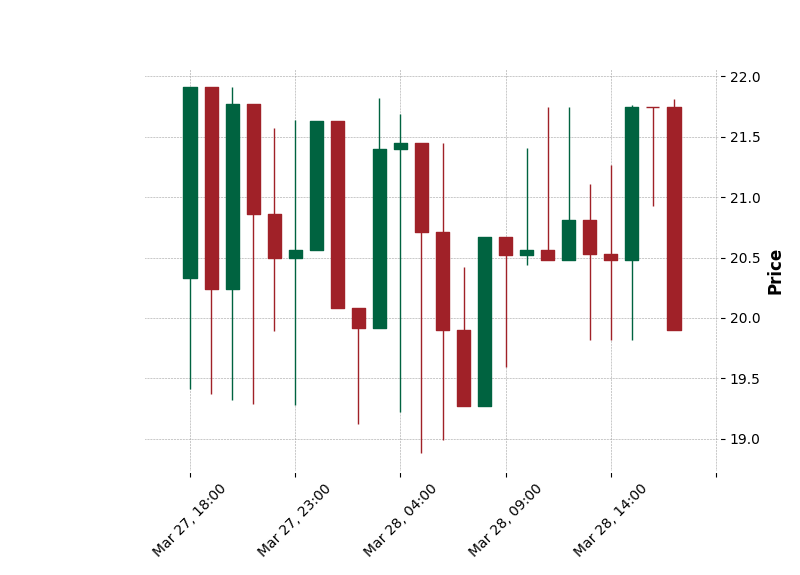 22.0
21.5
21.0
20.5
20.0
19.5
19.0
Price
Mar 27, 18:00
Mar 27, 23:00
Mar 28, 04:00
Mar 28, 09:00
Mar 28, 14:00